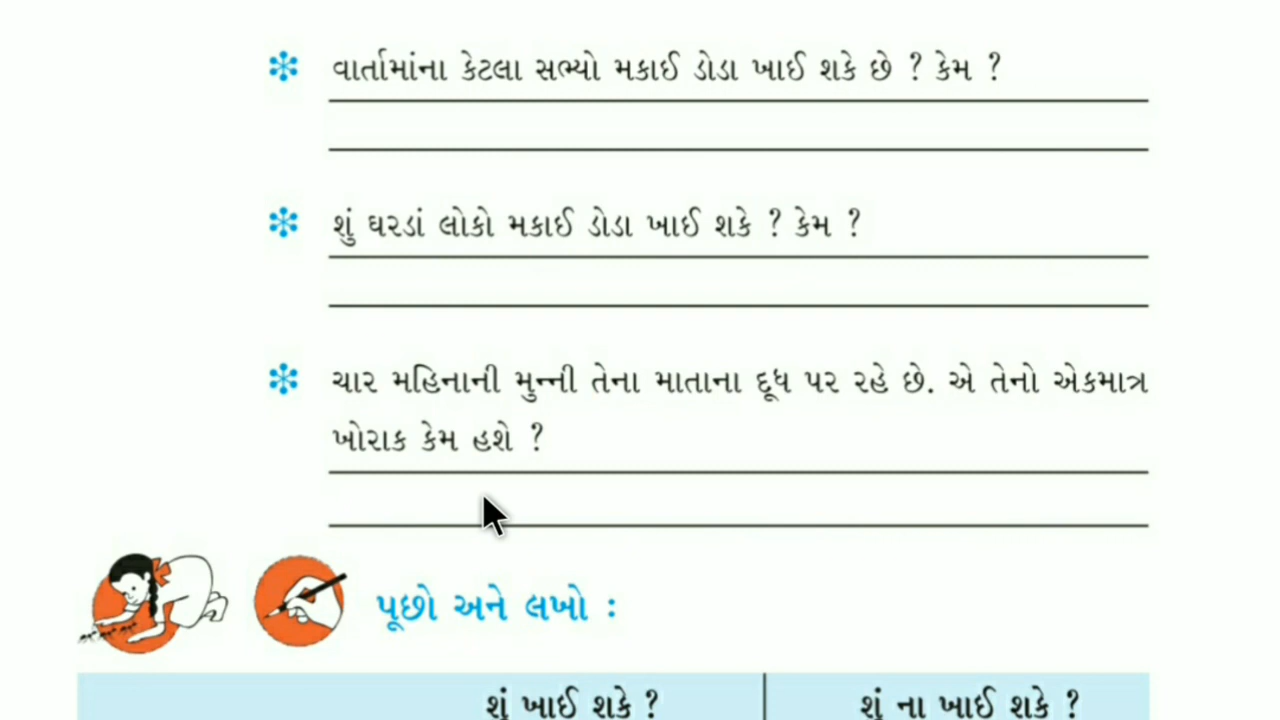 વાર્તામાંના કેટલા સભ્યો મકાઈ ડોડા ખાઈ શકે છે ? કેમ ?
શું ઘરડાં લોકો મકાઈ ડોડા ખાઈ શકે ? કેમ ?
ચાર મહિનાની મુન્ની તેના માતાના દૂધ પર રહે છે. એ તેનો એકમાત્ર
ખોરાક કેમ હશે ?
પૂછો અને લખો :
શું ખાઈ શકે ? શું ના ખાઈ શકે ?